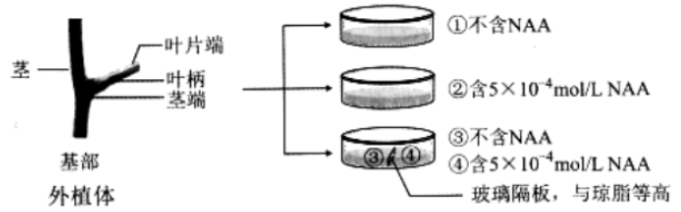 茎
叶片端
叶柄
茎端
基部
外植体
①不含NAA
②含5×10⁻⁴mol/L NAA
③ ④
③不含NAA
④含5×10⁻⁴mol/L NAA
玻璃隔板，与琼脂等高